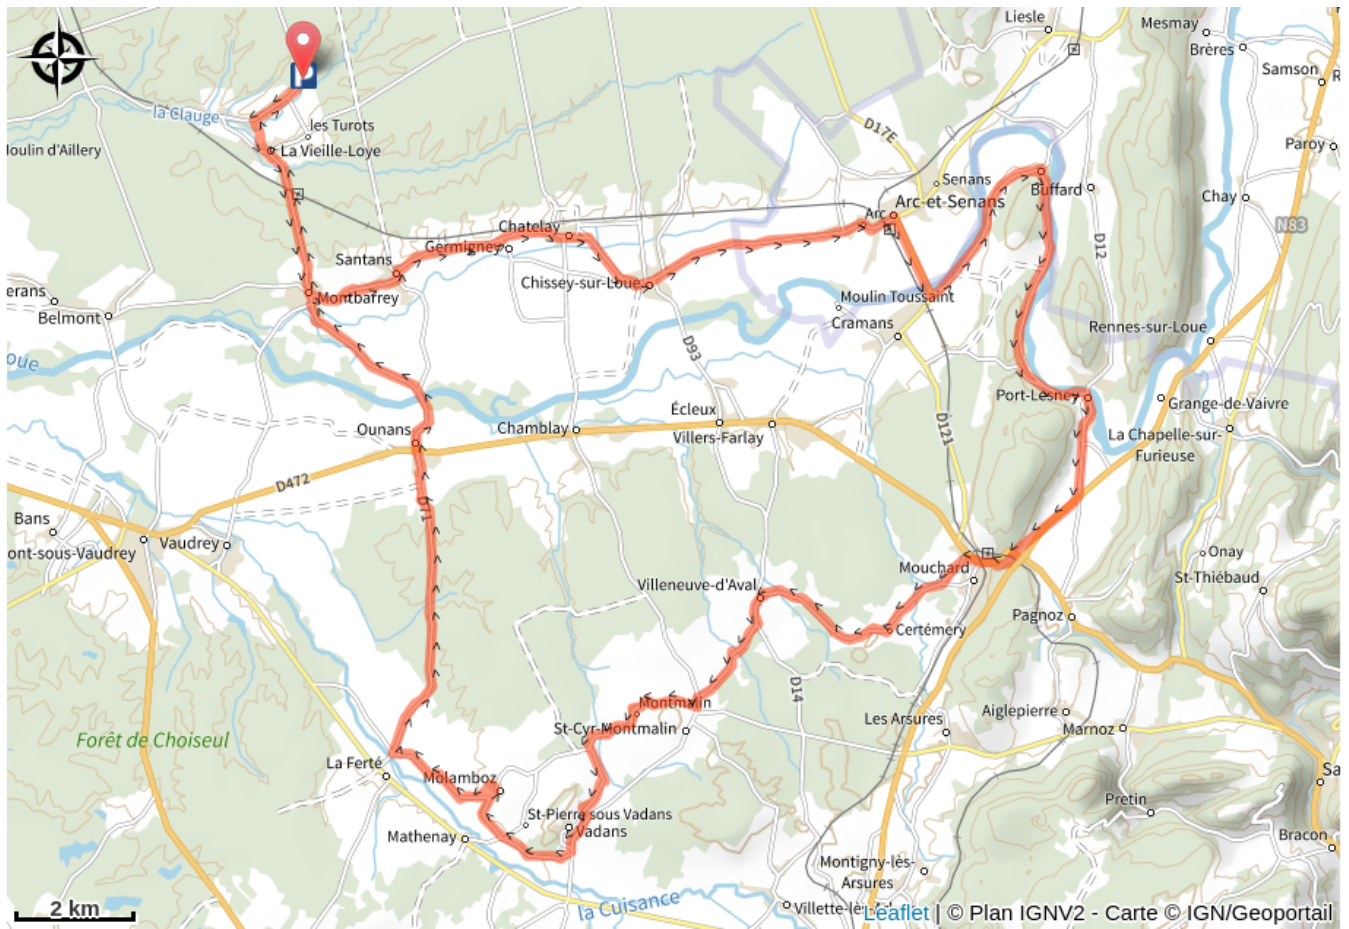 Liesle
Mesmay
Brères
Samson
R
la Clauge
les Turots
D17E
Moulin d'Aillery
La Vieille-Loye
Paroy
Senans
Buffard
Chay
Arc
Arc-et-Senans
N83
Chatelay
Germigney
D12
Santans
Chissey-sur-Loue
erans
Montbafrey
Moulin Toussaint
Belmont
Cramans
Rennes-sur-Loue
oue
D93
Port-Lesney
Grange-de-Vaivre
Écleux
Ounans
Chamblay
Villers-Farlay
D121
La Chapelle-sur-
Furieuse
D472
D71
Bans
ont-sous-Vaudrey
Vaudrey
Onay
Mouchard
St-Thiébaud
Villeneuve-d'Aval
Pagnoz
Certémery
D14
Montmalin
Aiglepierre
Les Arsures
St-Cyr-Montmalin
Marnoz
Forêt de Choiseul
La Ferté
Molamboz
Sa
Pretin
St-Pierre sous Vadans
Vadans
Mathenay
Bracon
Montigny-lès-
Arsures
la Cuisance
2 km
Leaflet | © Plan IGNV2 - Carte © IGN/Geoportail